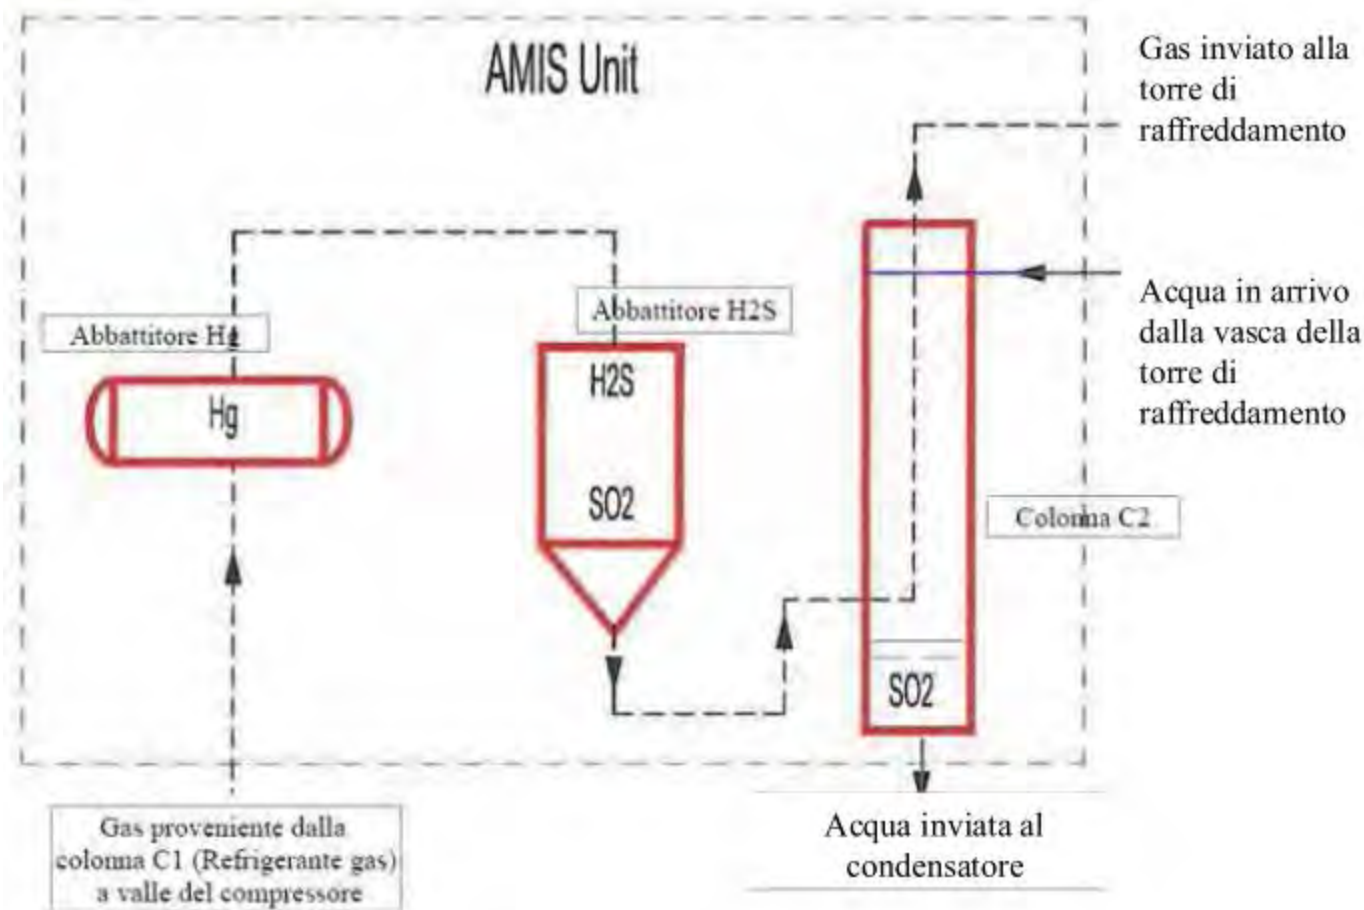 AMIS Unit
Gas inviato alla
torre di
raffreddamento
Abbattitore Hg
Hg
Abbattitore H2S
H2S
SO2
Acqua in arrivo
dalla vasca della
torre di
raffreddamento
Colonna C2
SO2
Gas proveniente dalla
colonna C1 (Refrigerante gas)
a valle del compressore
Acqua inviata al
condensatore